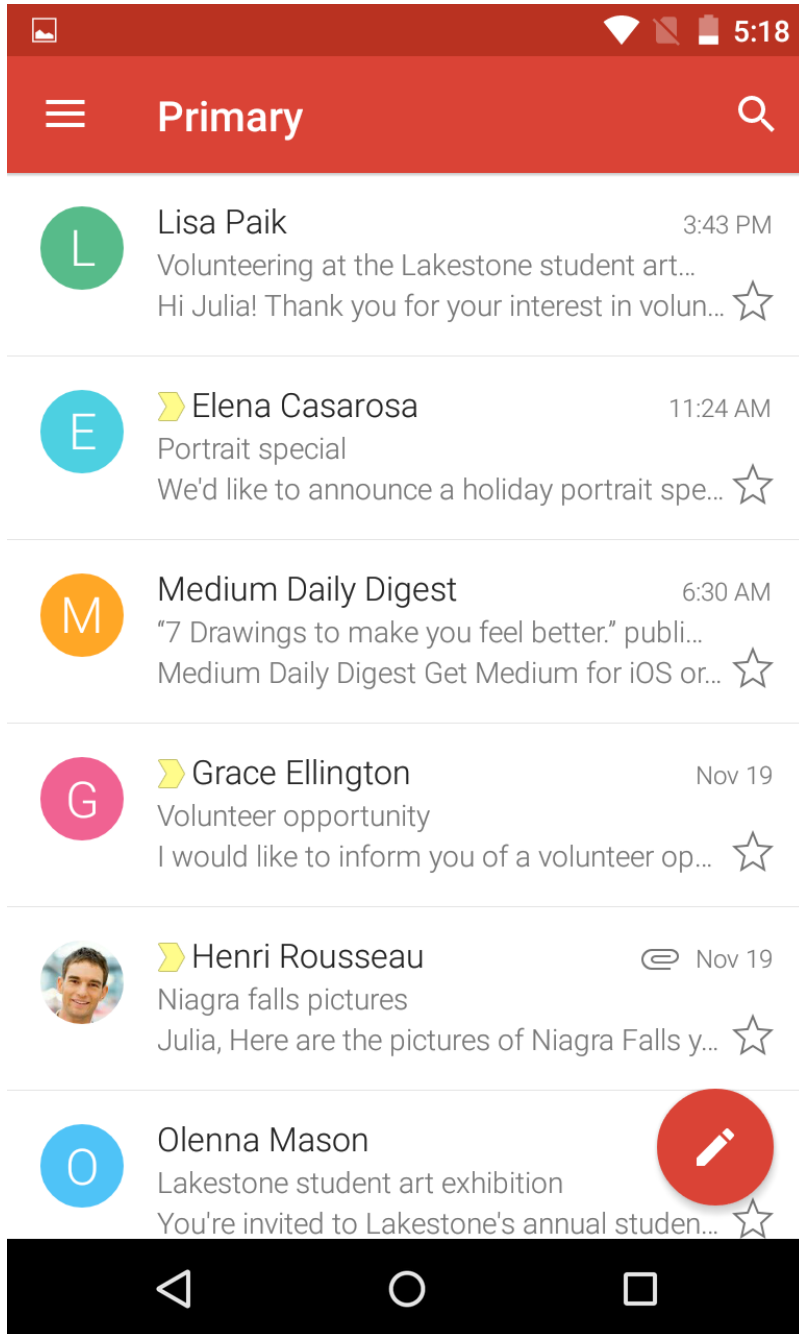 5:18
Primary
L
Lisa Paik 3:43 PM
Volunteering at the Lakestone student art...
Hi Julia! Thank you for your interest in volun...
E
Elena Casarosa 11:24 AM
Portrait special
We'd like to announce a holiday portrait spe...
M
Medium Daily Digest 6:30 AM
“7 Drawings to make you feel better.” publi...
Medium Daily Digest Get Medium for iOS or...
G
Grace Ellington Nov 19
Volunteer opportunity
I would like to inform you of a volunteer op...
Henri Rousseau Nov 19
Niagra falls pictures
Julia, Here are the pictures of Niagra Falls y...
O
Olenna Mason
Lakestone student art exhibition
You're invited to Lakestone's annual studen...